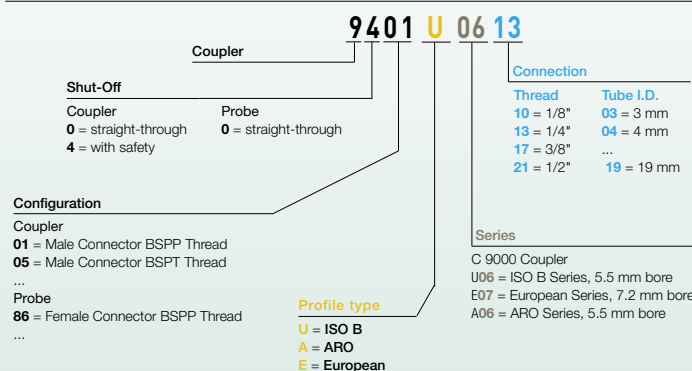 9401 U 06 13
Coupler
Shut-Off
Coupler Probe
0 = straight-through 0 = straight-through
4 = with safety
Configuration
Coupler
01 = Male Connector BSPP Thread
05 = Male Connector BSPT Thread
...
Probe
86 = Female Connector BSPP Thread
...
Profile type
U = ISO B
A = ARO
E = European
Connection
Thread Tube I.D.
10 = 1/8" 03 = 3 mm
13 = 1/4" 04 = 4 mm
17 = 3/8" ...
21 = 1/2" 19 = 19 mm
Series
C 9000 Coupler
U06 = ISO B Series, 5.5 mm bore
E07 = European Series, 7.2 mm bore
A06 = ARO Series, 5.5 mm bore